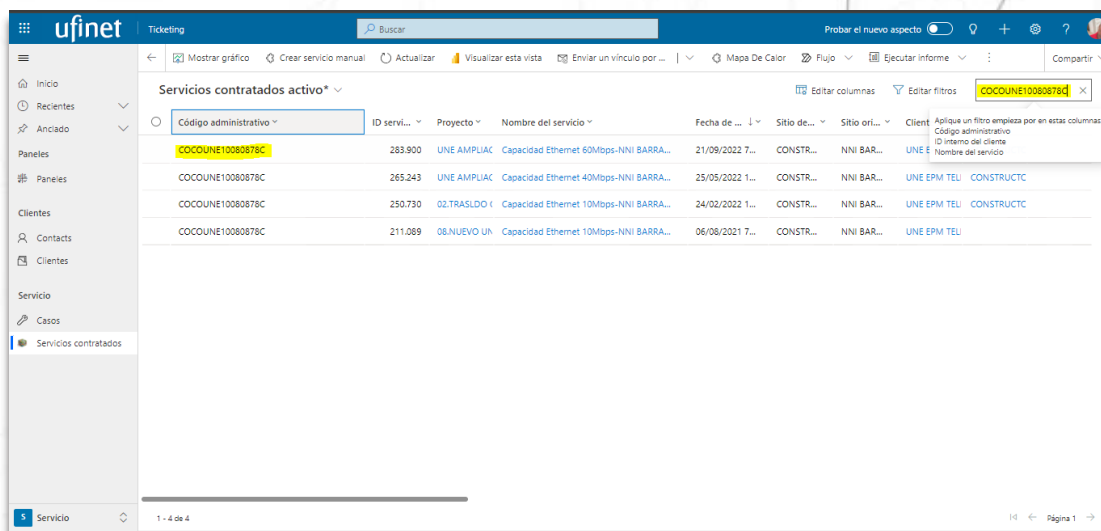 ufinet Ticketing Buscar Probar el nuevo aspecto
Mostrar gráfico Crear servicio manual Actualizar Visualizar esta vista Enviar un vínculo por ... Mapa De Calor Flujo Ejecutar Informe Compartir
Inicio
Recientes
Anclado
Paneles
Paneles
Clientes
Contacts
Clientes
Servicio
Casos
Servicios contratados
S Servicio
Servicios contratados activo* Editar columnas Editar filtros COCOUNE10080878C
Aplique un filtro empieza por en estas columnas
Código administrativo
ID interno del cliente
Nombre del servicio
Código administrativo ID servi... Proyecto Nombre del servicio Fecha de ... Sitio de... Sitio ori... Client
COCOUNE10080878C 283.900 UNE AMPLIAC Capacidad Ethernet 60Mbps-NNI BARRA... 21/09/2022 1... CONSTR... NNI BAR... UNE E
COCOUNE10080878C 265.243 UNE AMPLIAC Capacidad Ethernet 40Mbps-NNI BARRA... 25/05/2022 1... CONSTR... NNI BAR... UNE EPM TEL CONSTRUCTC
COCOUNE10080878C 250.730 02.TRASLDO ( Capacidad Ethernet 10Mbps-NNI BARRA... 24/02/2022 1... CONSTR... NNI BAR... UNE EPM TEL CONSTRUCTC
COCOUNE10080878C 211.089 08.NUEVO UN Capacidad Ethernet 10Mbps-NNI BARRA... 06/08/2021 7... CONSTR... NNI BAR... UNE EPM TEL
1 - 4 de 4 Página 1